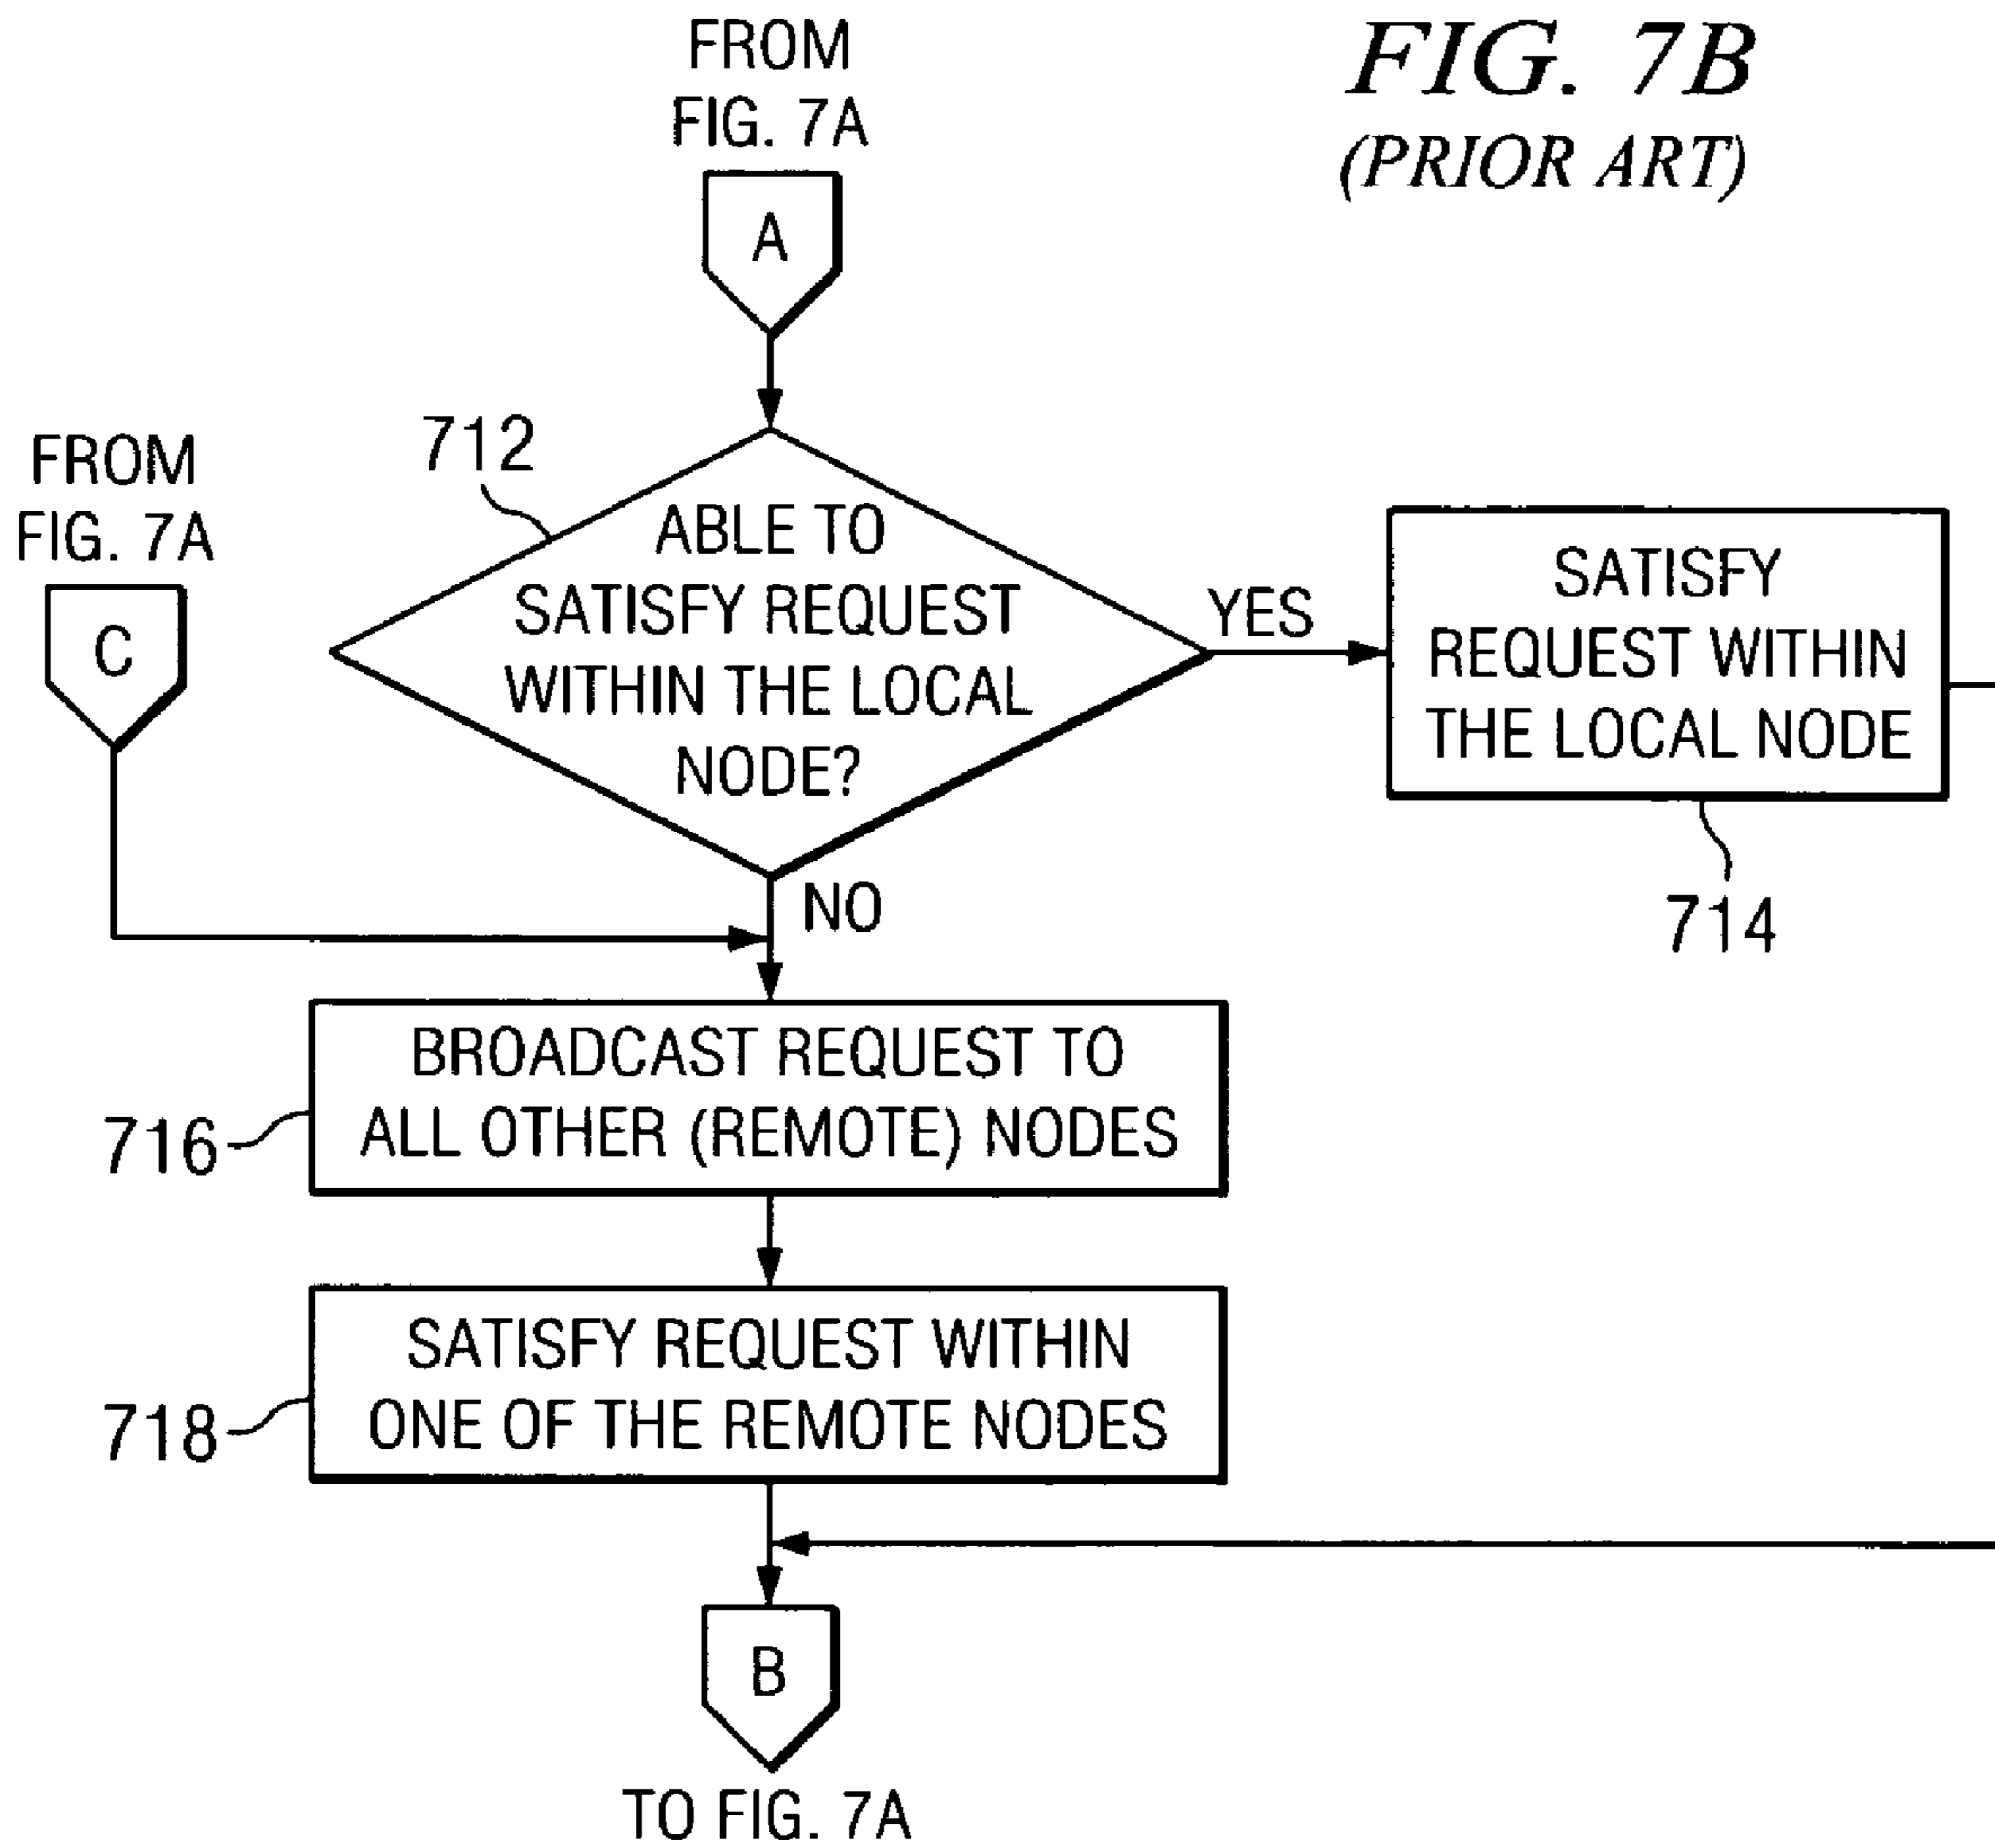 FROM
FIG. 7A
FIG. 7B
(PRIOR ART)
A
712
FROM
FIG. 7A
C
ABLE TO
SATISFY REQUEST
WITHIN THE LOCAL
NODE?
YES
SATISFY
REQUEST WITHIN
THE LOCAL NODE
714
NO
BROADCAST REQUEST TO
ALL OTHER (REMOTE) NODES
716
SATISFY REQUEST WITHIN
ONE OF THE REMOTE NODES
718
B
TO FIG. 7A